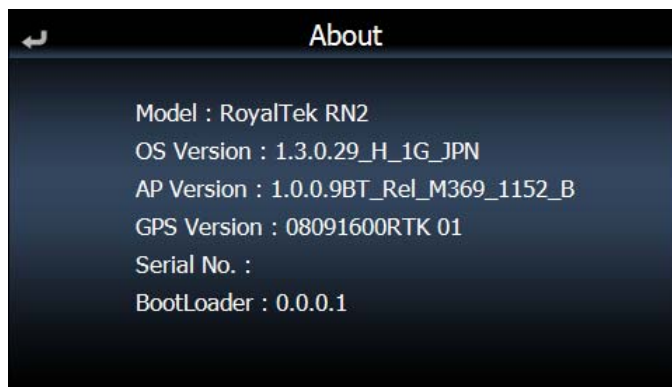 About
Model : RoyalTek RN2
OS Version : 1.3.0.29_H_1G_JPN
AP Version : 1.0.0.9BT_Rel_M369_1152_B
GPS Version : 08091600RTK 01
Serial No. :
BootLoader : 0.0.0.1